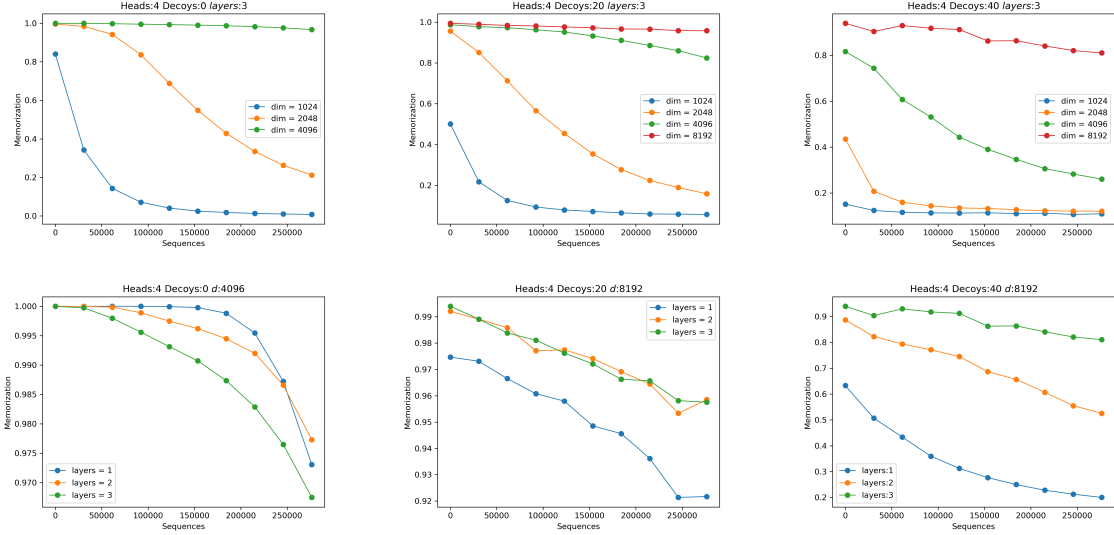 Heads:4 Decoys:0 layers:3
1.0
0.8
0.6
0.4
0.2
0.0
Memorization
dim = 1024
dim = 2048
dim = 4096
0 50000 100000 150000 200000 250000
Sequences
Heads:4 Decoys:20 layers:3
1.0
0.8
0.6
0.4
0.2
Memorization
dim = 1024
dim = 2048
dim = 4096
dim = 8192
0 50000 100000 150000 200000 250000
Sequences
Heads:4 Decoys:40 layers:3
0.8
0.6
0.4
0.2
Memorization
dim = 1024
dim = 2048
dim = 4096
dim = 8192
0 50000 100000 150000 200000 250000
Sequences
Heads:4 Decoys:0 d:4096
1.000
0.995
0.990
0.985
0.980
0.975
0.970
Memorization
layers = 1
layers = 2
layers = 3
0 50000 100000 150000 200000 250000
Sequences
Heads:4 Decoys:20 d:8192
0.99
0.98
0.97
0.96
0.95
0.94
0.93
0.92
Memorization
layers = 1
layers = 2
layers = 3
0 50000 100000 150000 200000 250000
Sequences
Heads:4 Decoys:40 d:8192
0.9
0.8
0.7
0.6
0.5
0.4
0.3
0.2
Memorization
layers:1
layers:2
layers:3
0 50000 100000 150000 200000 250000
Sequences